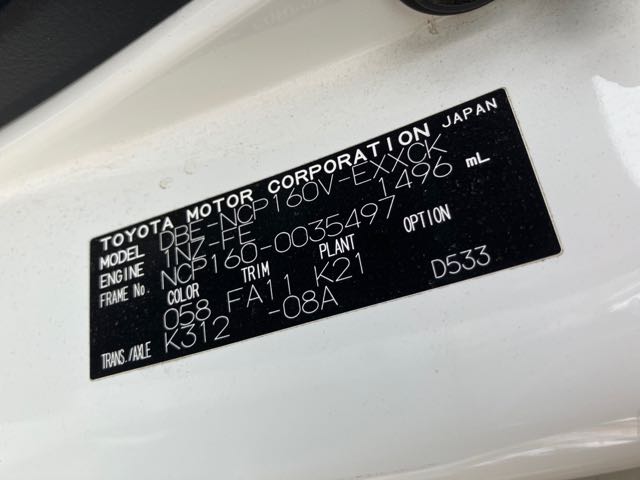 TOYOTA MOTOR CORPORATION JAPAN
MODEL DBE-NCP160V-EXXCK
ENGINE 1NZ-FE 1496 mL
FRAME No. NCP160-0035497
COLOR TRIM PLANT OPTION
058 FA11 K21 D533
TRANS./AXLE K312 -08A